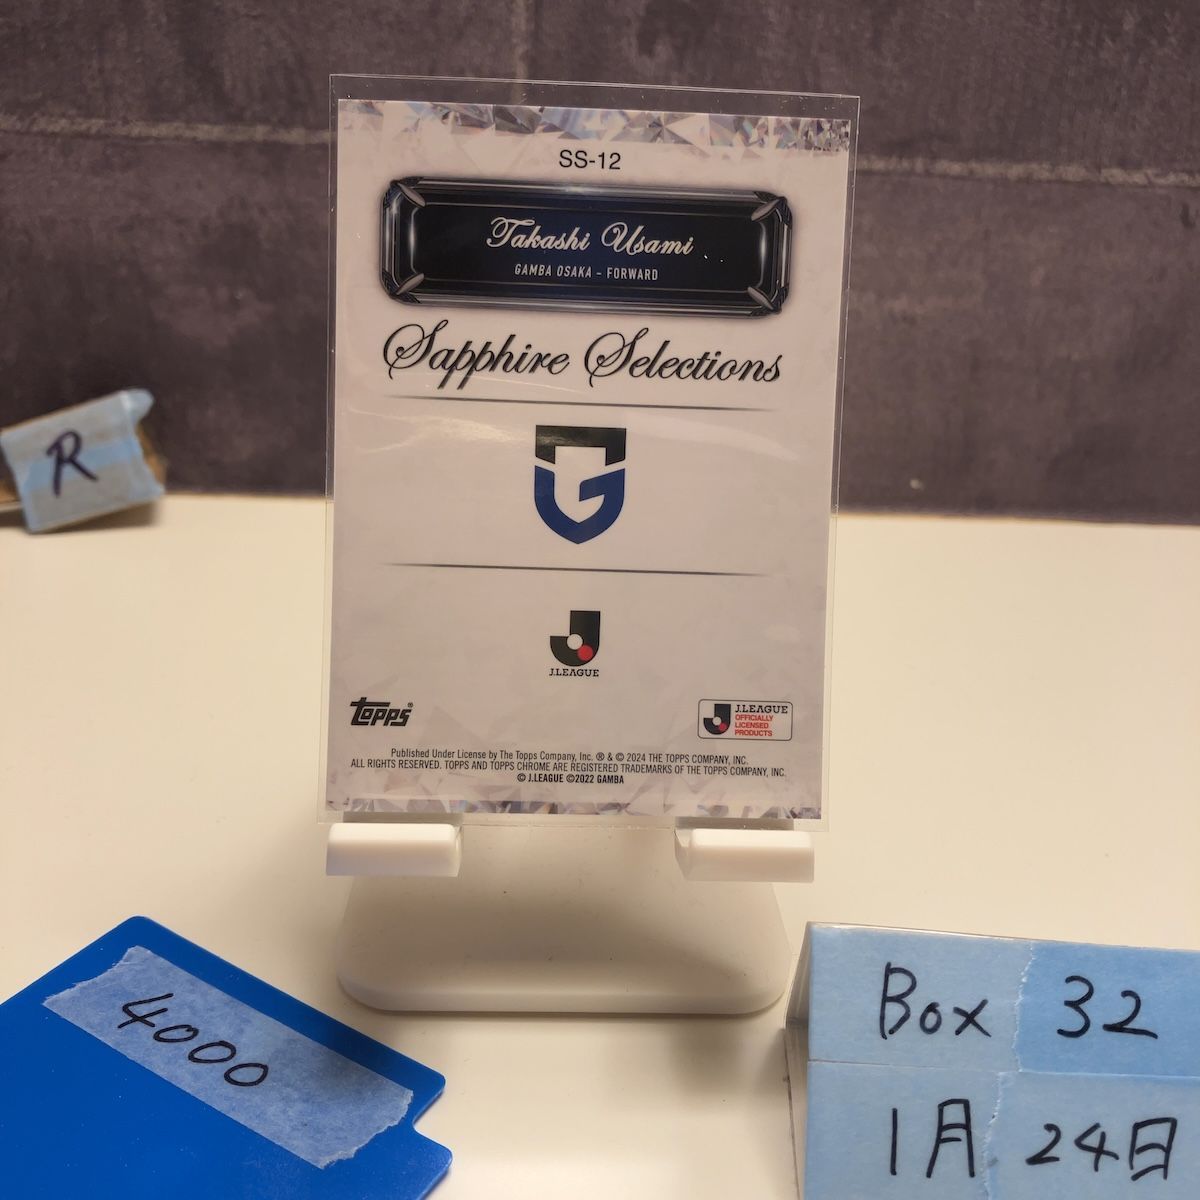 SS-12
Takashi Usami
GAMBA OSAKA – FORWARD
Sapphire Selections
G
J.LEAGUE
topps®
J.LEAGUE
OFFICIALLY
LICENSED
PRODUCTS
Published Under License by The Topps Company, Inc. ® & © 2024 THE TOPPS COMPANY, INC.
ALL RIGHTS RESERVED. TOPPS AND TOPPS CHROME ARE REGISTERED TRADEMARKS OF THE TOPPS COMPANY, INC.
© J.LEAGUE ©2022 GAMBA
R
4000
Box 32
1月 24日